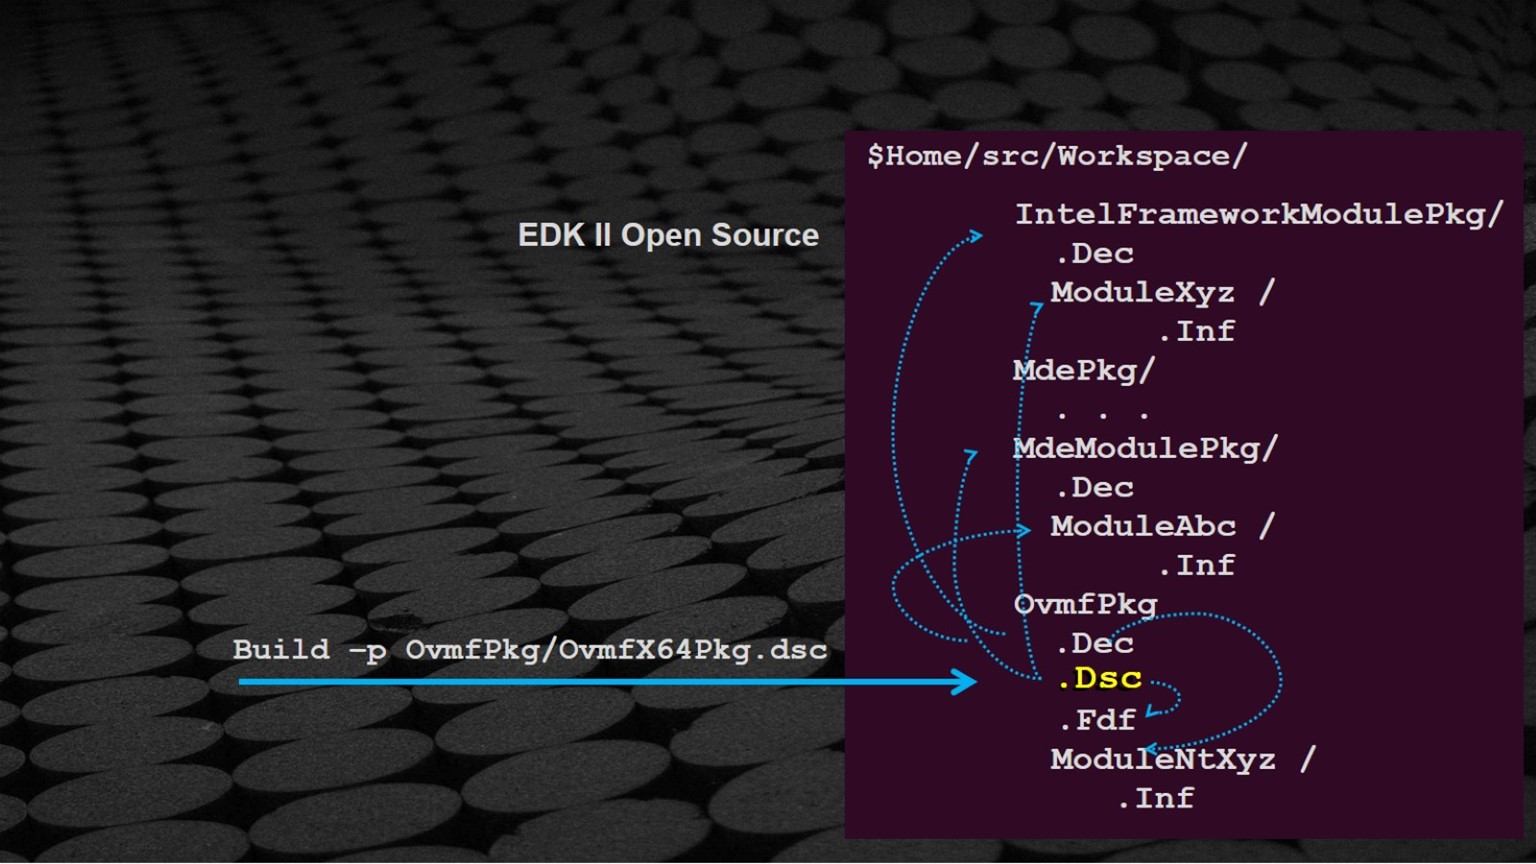 $Home/src/Workspace/
IntelFrameworkModulePkg/
EDK II Open Source
.Dec
ModuleXyz /
.Inf
MdePkg/
. . .
MdeModulePkg/
.Dec
ModuleAbc /
.Inf
OvmfPkg
.Dec
Build –p OvmfPkg/OvmfX64Pkg.dsc
.Dsc
.Fdf
ModuleNtXyz /
.Inf